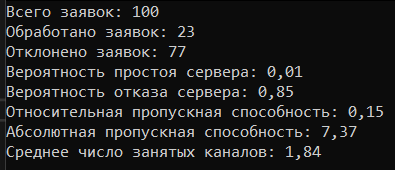 Всего заявок: 100
Обработано заявок: 23
Отклонено заявок: 77
Вероятность простоя сервера: 0,01
Вероятность отказа сервера: 0,85
Относительная пропускная способность: 0,15
Абсолютная пропускная способность: 7,37
Среднее число занятых каналов: 1,84